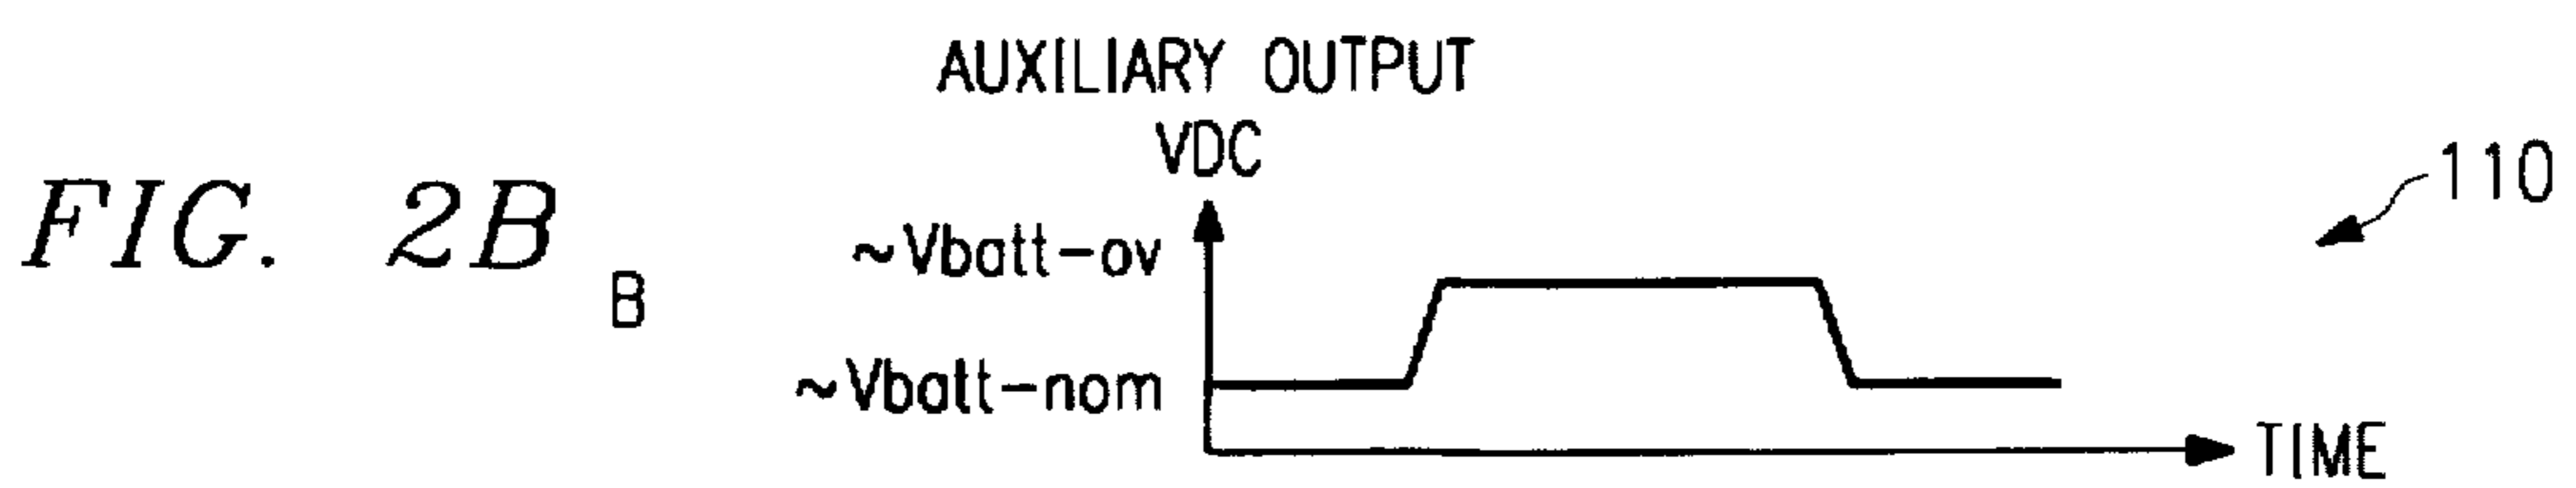 AUXILIARY OUTPUT
VDC
110
FIG. 2B
B
~Vbatt-ov
~Vbatt-nom
TIME